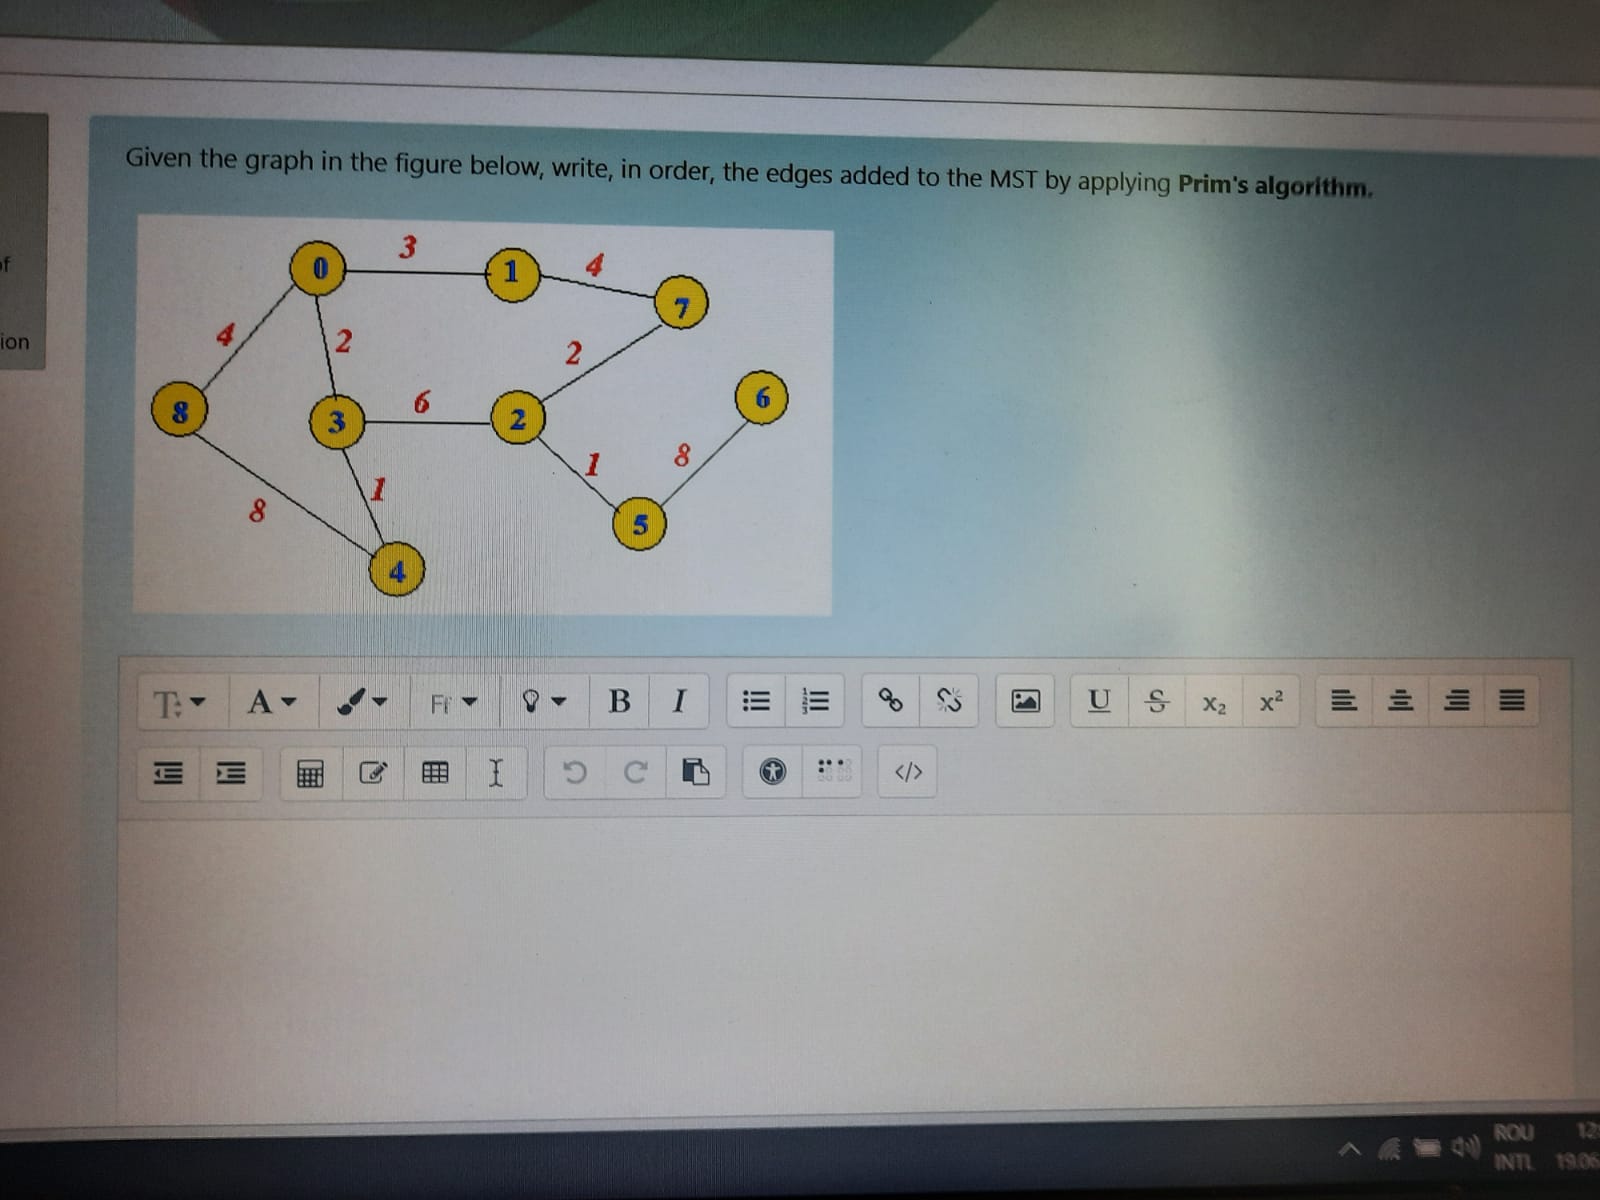 Given the graph in the figure below, write, in order, the edges added to the MST by applying Prim's algorithm.
of
ion
3
0
1
4
7
4
2
2
8
3
6
2
6
1
8
1
8
5
4
T
A
Ff
B
I
U
S
x₂
x²
</>
ROU
INTL
12:
19.06